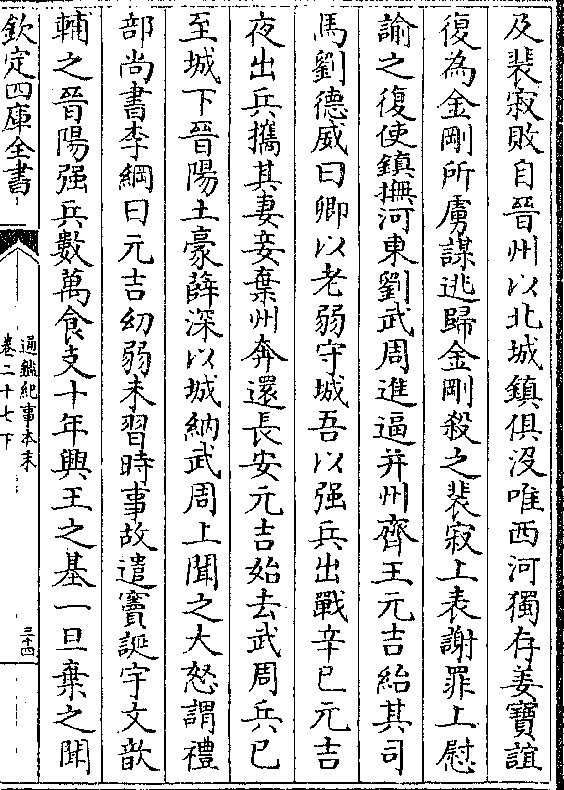 及裴寂敗自晉州以北城鎮俱沒唯西河獨存姜寶誼
復為金剛所虜謀逃歸金剛殺之裴寂上表謝罪上慰
諭之復使鎮撫河東劉武周進逼并州齊王元吉紿其司
馬劉德威曰卿以老弱守城吾以强兵出戰辛巳元吉
夜出兵攜其妻妾棄州奔還長安元吉始去武周兵已
至城下晉陽土豪薛深以城納武周上聞之大怒謂禮
部尚書李綱曰元吉幼弱未習時事故遣竇誕宇文歆
輔之晉陽强兵數萬食支十年興王之基一旦棄之聞
欽定四庫全書
通鑑紀事本末
卷二十七下
三十四